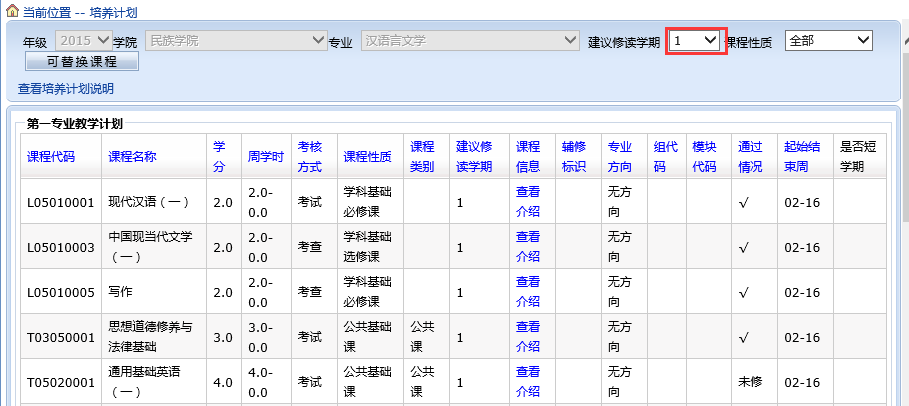 当前位置 -- 培养计划
年级 2015 学院 民族学院 专业 汉语言文学 建议修读学期 1 课程性质 全部
可替换课程
查看培养计划说明
第一专业教学计划
课程代码 课程名称 学分 周学时 考核方式 课程性质 课程类别 建议修读学期 课程信息 辅修标识 专业方向 组代码 模块代码 通过情况 起始结束周 是否短学期
L05010001 现代汉语（一） 2.0 2.0-0.0 考试 学科基础必修课 1 查看介绍 无方向 √ 02-16
L05010003 中国现当代文学（一） 2.0 2.0-0.0 考查 学科基础选修课 1 查看介绍 无方向 √ 02-16
L05010005 写作 2.0 2.0-0.0 考查 学科基础必修课 1 查看介绍 无方向 √ 02-16
T03050001 思想道德修养与法律基础 3.0 3.0-0.0 考试 公共基础课 公共课 1 查看介绍 无方向 √ 02-16
T05020001 通用基础英语（一） 4.0 4.0-0.0 考试 公共基础课 公共课 1 查看介绍 无方向 未修 02-16